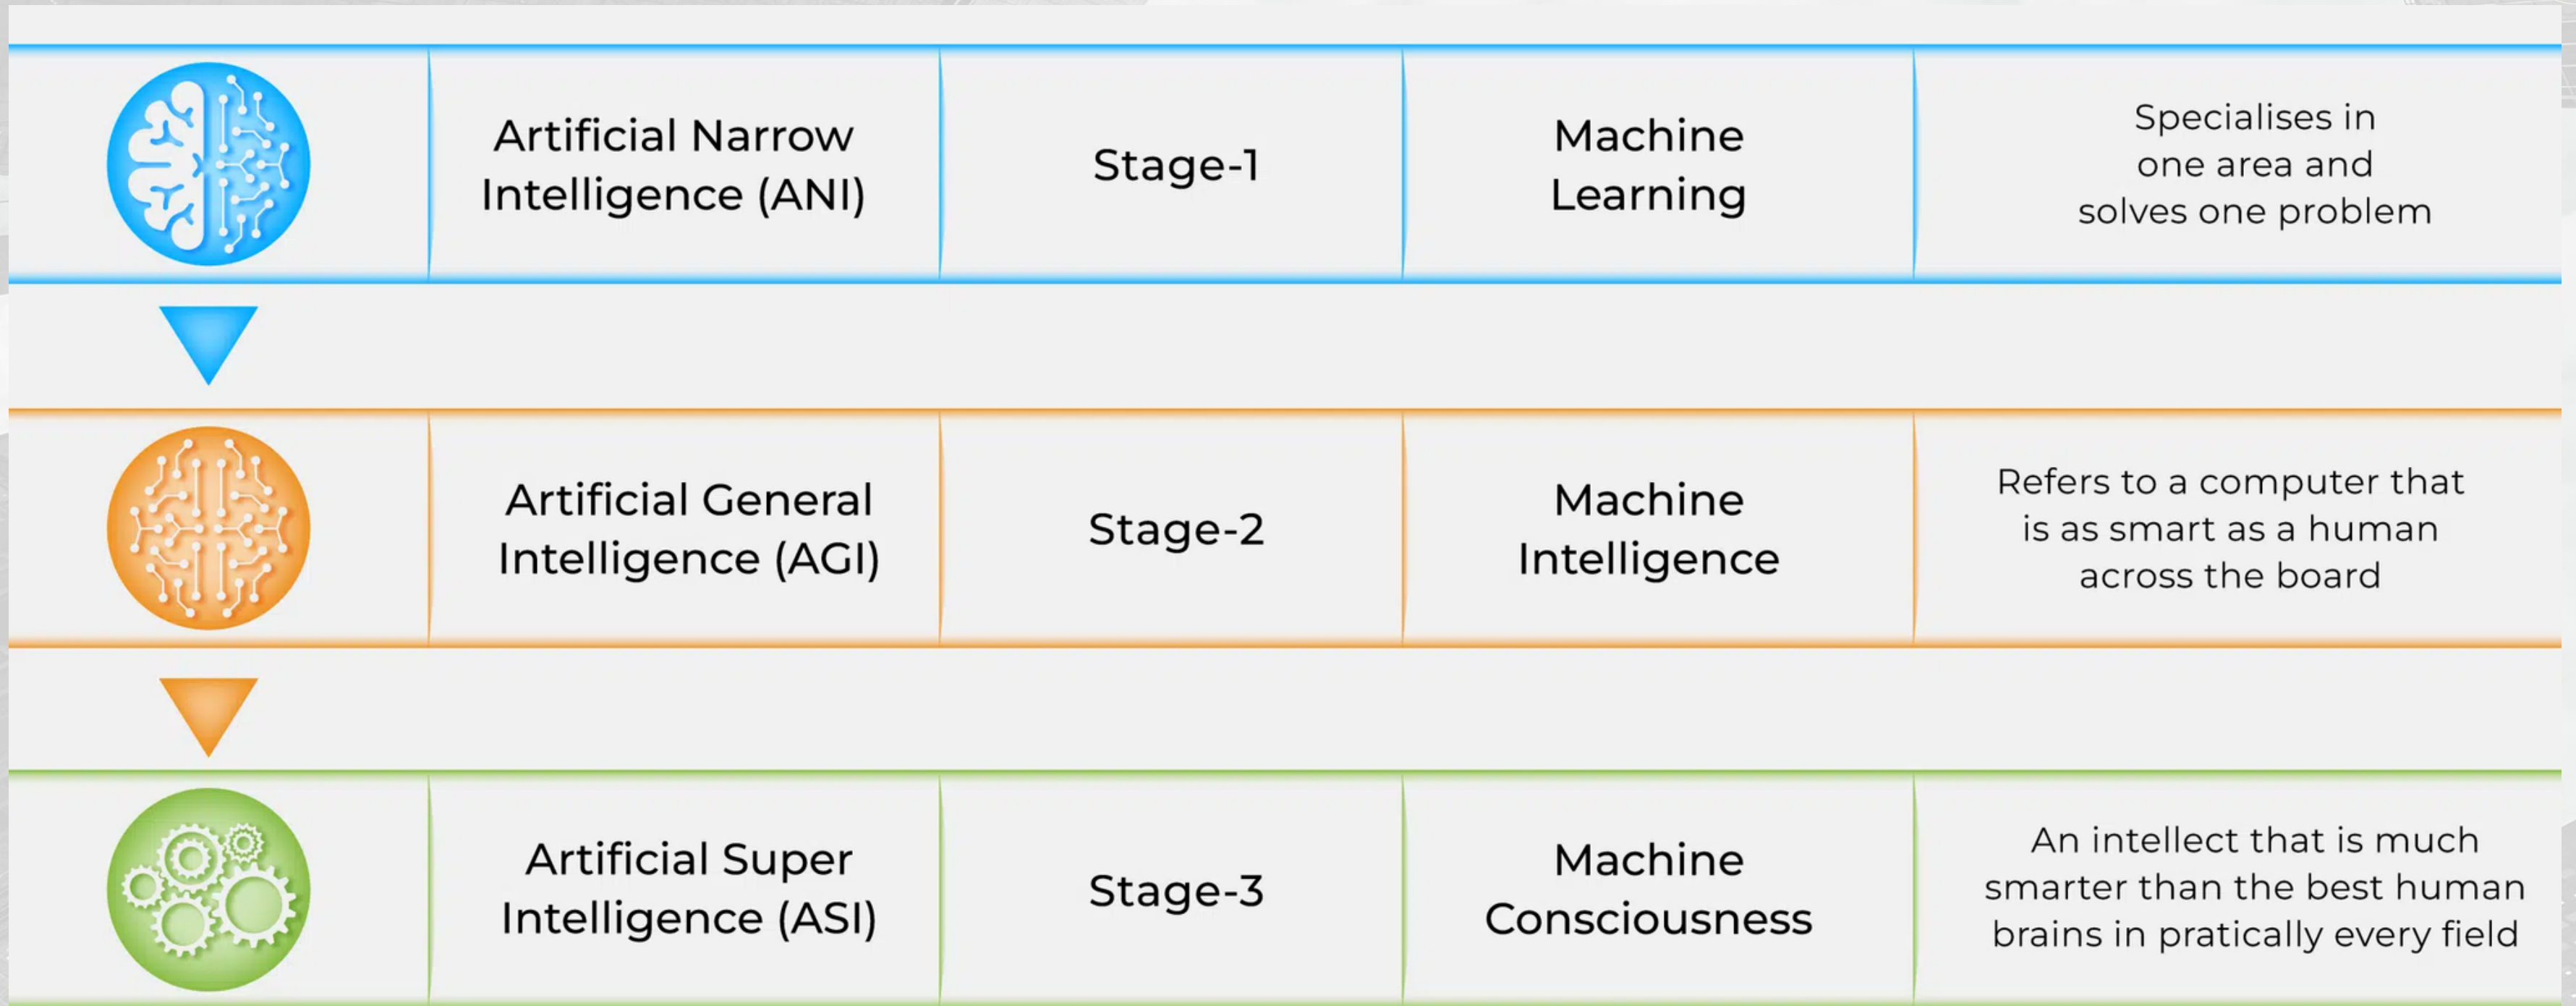 Artificial Narrow
Intelligence (ANI)
Stage-1
Machine
Learning
Specialises in
one area and
solves one problem
Artificial General
Intelligence (AGI)
Stage-2
Machine
Intelligence
Refers to a computer that
is as smart as a human
across the board
Artificial Super
Intelligence (ASI)
Stage-3
Machine
Consciousness
An intellect that is much
smarter than the best human
brains in pratically every field